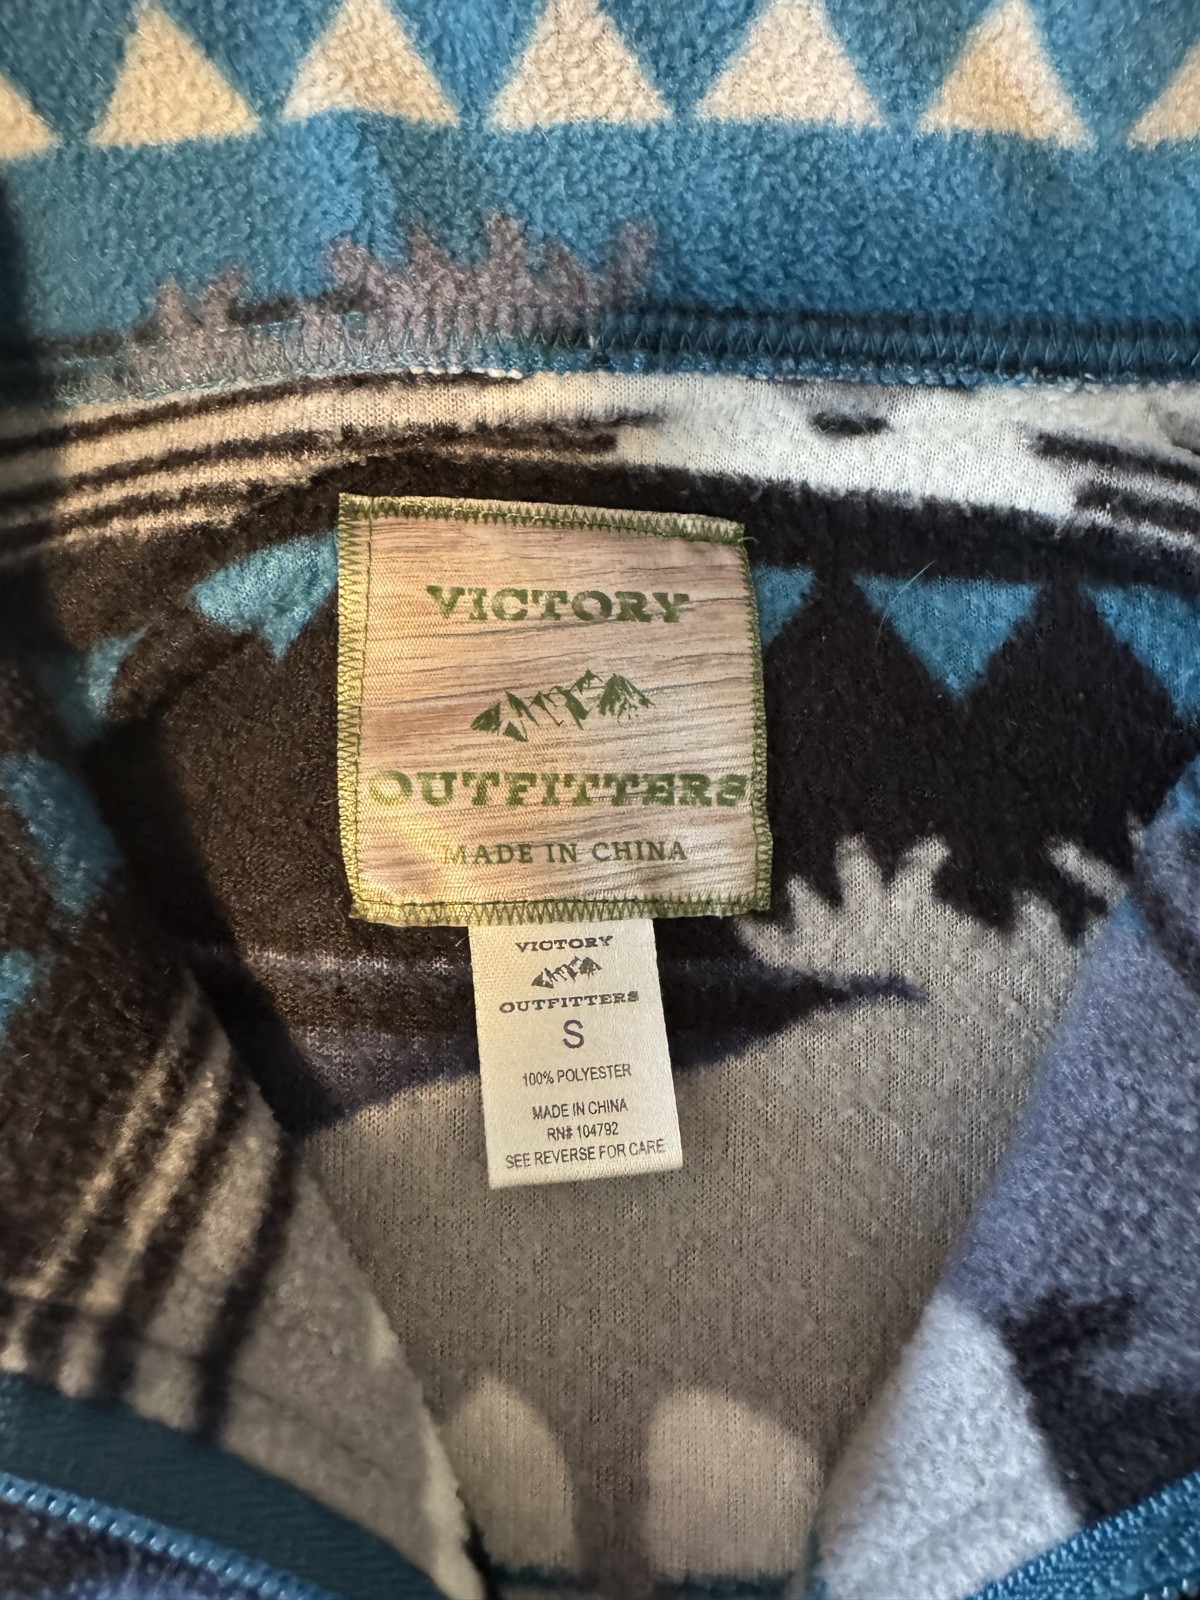 VICTORY
OUTFITTERS
MADE IN CHINA
VICTORY
OUTFITTERS
S
100% POLYESTER
MADE IN CHINA
RN# 104792
SEE REVERSE FOR CARE